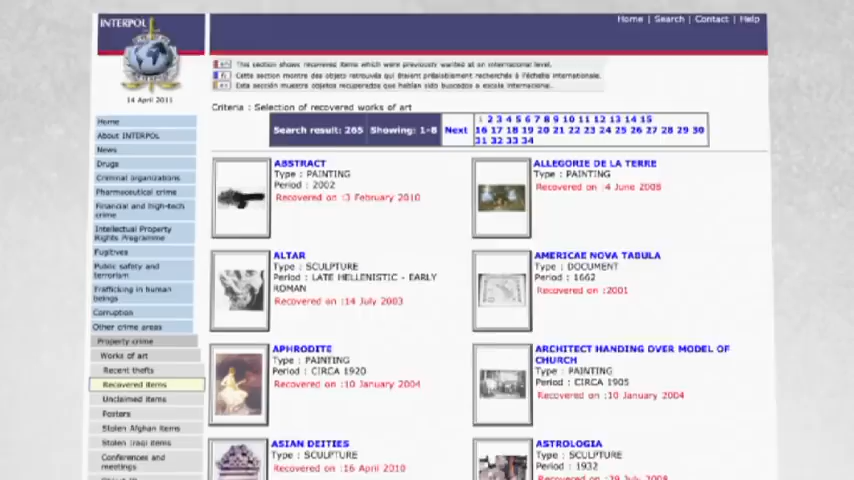 INTERPOL
Home | Search | Contact | Help
This section shows recovered items which were previously wanted at an international level.
Cette section montre des objet retrouvés qui étaient préalablement recherchés à l'échelle internationale.
Esta sección muestra objetos recuperados que habían sido buscados a escala internacional.
14 April 2011
Criteria : Selection of recovered works of art
Search result: 265 Showing: 1-8 Next
1 2 3 4 5 6 7 8 9 10 11 12 13 14 15
16 17 18 19 20 21 22 23 24 25 26 27 28 29 30
31 32 33 34
Home
About INTERPOL
News
Drugs
Criminal organizations
Pharmaceutical crime
Financial and high-tech
crime
Intellectual Property
Rights Programme
Fugitives
Public safety and
terrorism
Trafficking in human
beings
Corruption
Other crime areas
Property crime
Works of art
Recent thefts
Recovered items
Unclaimed items
Posters
Stolen Afghan items
Stolen Iraqi items
Conferences and
meetings
ABSTRACT
Type : PAINTING
Period : 2002
Recovered on :3 February 2010
ALLEGORIE DE LA TERRE
Type : PAINTING
Recovered on :4 June 2008
ALTAR
Type : SCULPTURE
Period : LATE HELLENISTIC - EARLY
ROMAN
Recovered on :14 July 2003
AMERICAE NOVA TABULA
Type : DOCUMENT
Period : 1662
Recovered on :2001
APHRODITE
Type : PAINTING
Period : CIRCA 1920
Recovered on :10 January 2004
ARCHITECT HANDING OVER MODEL OF
CHURCH
Type : PAINTING
Period : CIRCA 1905
Recovered on :10 January 2004
ASIAN DEITIES
Type : SCULPTURE
Recovered on :16 April 2010
ASTROLOGIA
Type : SCULPTURE
Period : 1932
Recovered on :29 July 2008